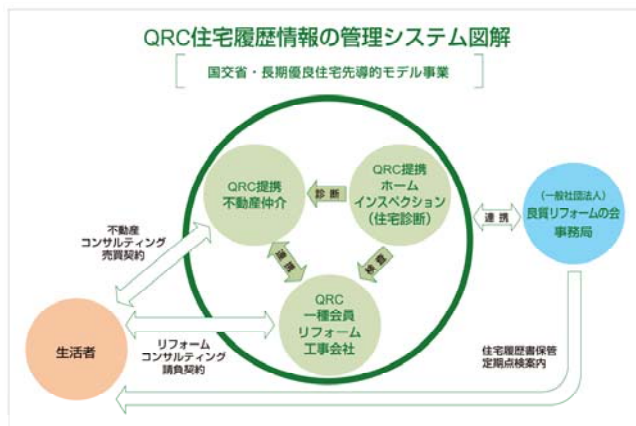 QRC住宅履歴情報の管理システム図解
国交省・長期優良住宅先導的モデル事業
QRC提携
不動産仲介
診断
QRC提携
ホーム
インスペクション
(住宅診断)
連携
(一般社団法人)
良質リフォームの会
事務局
不動産
コンサルティング
売買契約
連携
検査
QRC
一種会員
リフォーム
工事会社
生活者
リフォーム
コンサルティング
請負契約
住宅履歴書保管
定期点検案内